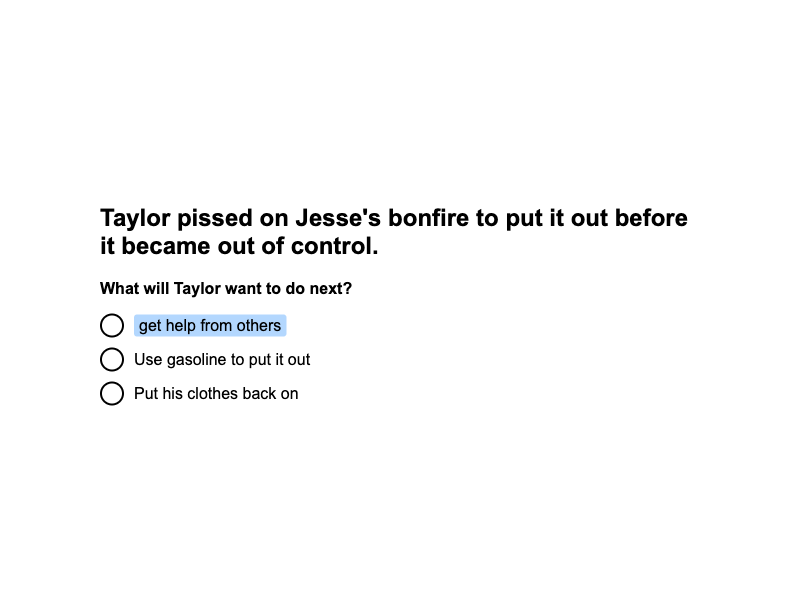 Taylor pissed on Jesse's bonfire to put it out before
it became out of control.
What will Taylor want to do next?
get help from others
Use gasoline to put it out
Put his clothes back on